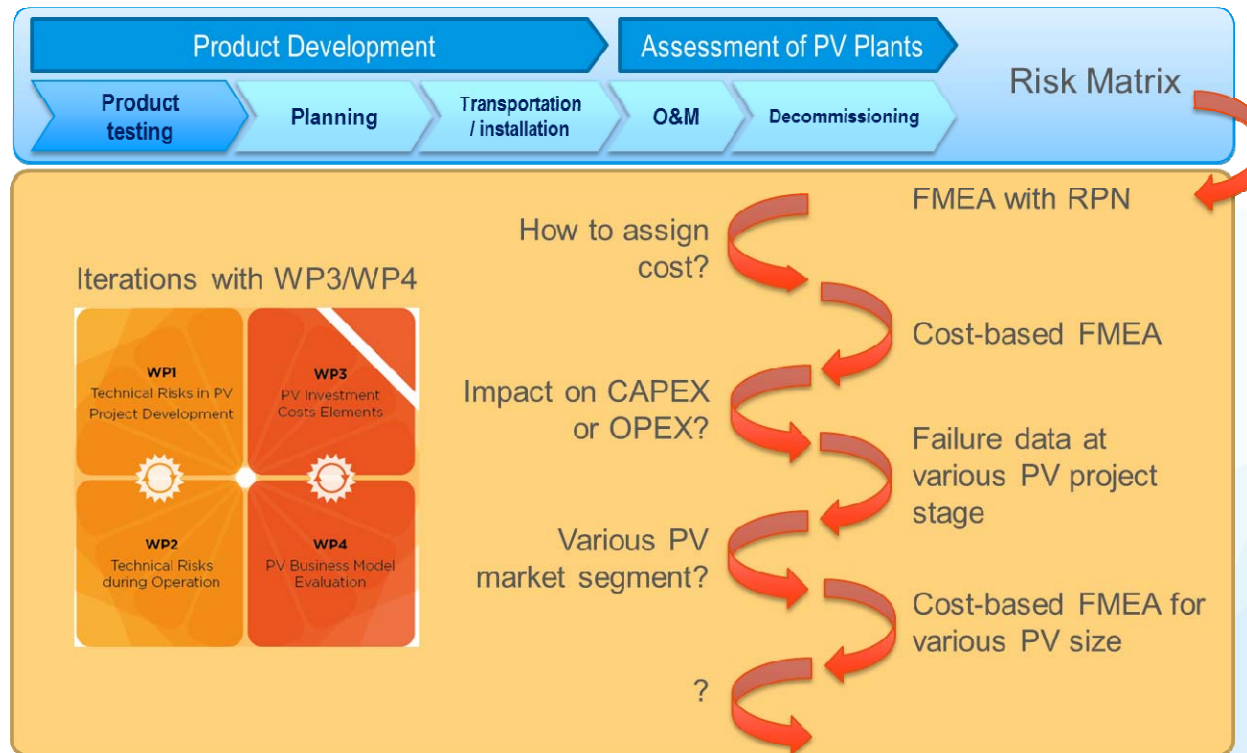 Product Development
Assessment of PV Plants
Risk Matrix
Product
testing
Planning
Transportation
/ installation
O&M
Decommissioning
FMEA with RPN
How to assign
cost?
Iterations with WP3/WP4
Cost-based FMEA
WP1
Technical Risks in PV
Project Development
WP3
PV Investment
Costs Elements
Impact on CAPEX
or OPEX?
Failure data at
various PV project
stage
WP2
Technical Risks
during Operation
WP4
PV Business Model
Evaluation
Various PV
market segment?
Cost-based FMEA for
various PV size
?